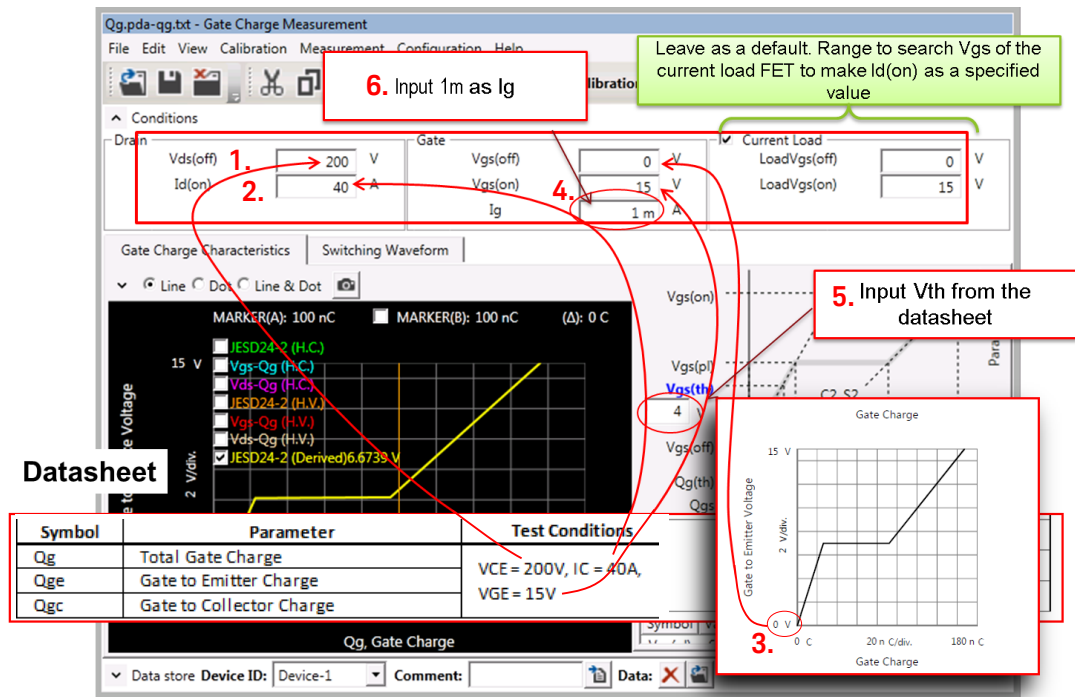 Qg.pda-qg.txt - Gate Charge Measurement
File Edit View Calibration Measurement Configuration Help
6. Input 1m as Ig
Leave as a default. Range to search Vgs of the
current load FET to make Id(on) as a specified
value
Conditions
Drain
Vds(off) 1. 200 V
Id(on) 2. 40 A
Gate
Vgs(off) 0 V
Vgs(on) 4. 15 V
Ig 1 m A
Current Load
LoadVgs(off) 0 V
LoadVgs(on) 15 V
Gate Charge Characteristics Switching Waveform
Line Dot Line & Dot
MARKER(A): 100 nC MARKER(B): 100 nC (Δ): 0 C
JESD24-2 (H.C.)
15 V
Vgs-Qg (H.C.)
Vds-Qg (H.C.)
JESD24-2 (H.V.)
Vgs-Qg (H.V.)
Vds-Qg (H.V.)
JESD24-2 (Derived)6.6739 V
2 V/div.
Voltage
Vgs(on)
5. Input Vth from the
datasheet
Vgs(pl)
Vgs(th)
4 V
Vgs(off)
Qg(th)
Qgs
C2 S2
Para
Datasheet
Symbol Parameter Test Conditions
Qg Total Gate Charge
Qge Gate to Emitter Charge
Qgc Gate to Collector Charge
VCE = 200V, IC = 40A,
VGE = 15V
Gate Charge
15 V
Gate to Emitter Voltage
2 V/div.
0 V
3.
0 C 20 n C/div. 180 n C
Gate Charge
Qg, Gate Charge
Symbol
Data store Device ID: Device-1 Comment: Data: